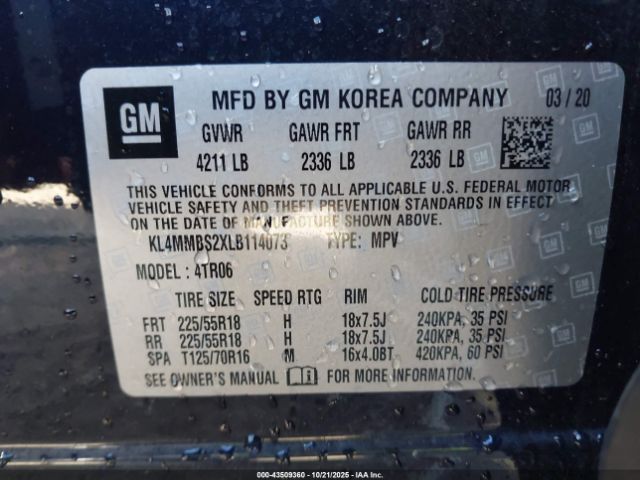 GM
MFD BY GM KOREA COMPANY 03 / 20
GVWR GAWR FRT GAWR RR
4211 LB 2336 LB 2336 LB
THIS VEHICLE CONFORMS TO ALL APPLICABLE U.S. FEDERAL MOTOR
VEHICLE SAFETY AND THEFT PREVENTION STANDARDS IN EFFECT
ON THE DATE OF MANUFACTURE SHOWN ABOVE.
KL4MMBS2XLB114073 TYPE: MPV
MODEL : 4TR06
TIRE SIZE SPEED RTG RIM COLD TIRE PRESSURE
FRT 225/55R18 H 18x7.5J 240KPA, 35 PSI
RR 225/55R18 H 18x7.5J 240KPA, 35 PSI
SPA T125/70R16 M 16x4.0BT 420KPA, 60 PSI
SEE OWNER'S MANUAL FOR MORE INFORMATION.
000-43509360 - 10/21/2025 - IAAI.com